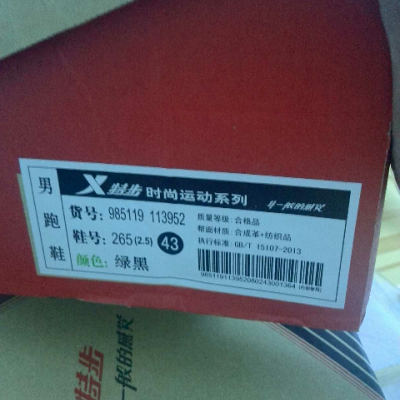 男跑鞋
X 特步 时尚运动系列
非一般的感觉
货号: 985119 113952
鞋号: 265(2.5) 43
颜色: 绿黑
质量等级: 合格品
帮面材质: 合成革+纺织品
执行标准: GB/T 15107-2013
特步
非一般的感觉